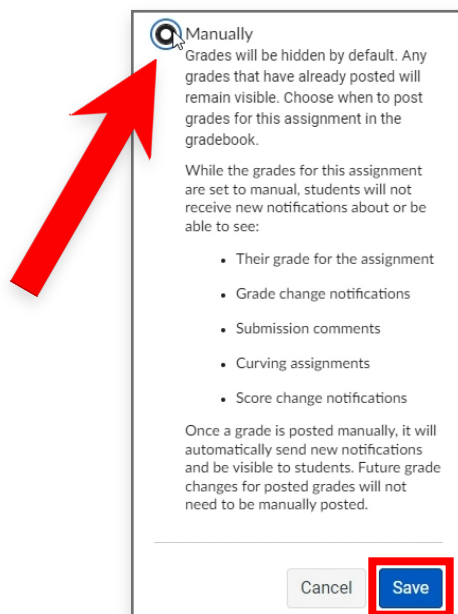 Manually
Grades will be hidden by default. Any
grades that have already posted will
remain visible. Choose when to post
grades for this assignment in the
gradebook.
While the grades for this assignment
are set to manual, students will not
receive new notifications about or be
able to see:
• Their grade for the assignment
• Grade change notifications
• Submission comments
• Curving assignments
• Score change notifications
Once a grade is posted manually, it will
automatically send new notifications
and be visible to students. Future grade
changes for posted grades will not
need to be manually posted.
Cancel Save